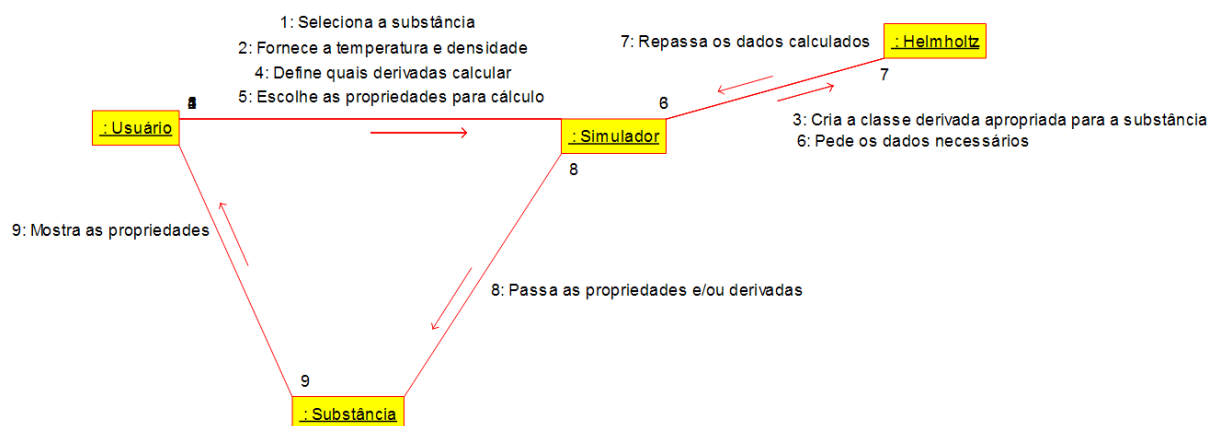 1: Seleciona a substância
2: Fornece a temperatura e densidade
4: Define quais derivadas calcular
5: Escolhe as propriedades para cálculo
7: Repassa os dados calculados
: Helmholtz
7
: Usuário
: Simulador
3: Cria a classe derivada apropriada para a substância
6: Pede os dados necessários
8
9: Mostra as propriedades
8: Passa as propriedades e/ou derivadas
9
: Substância